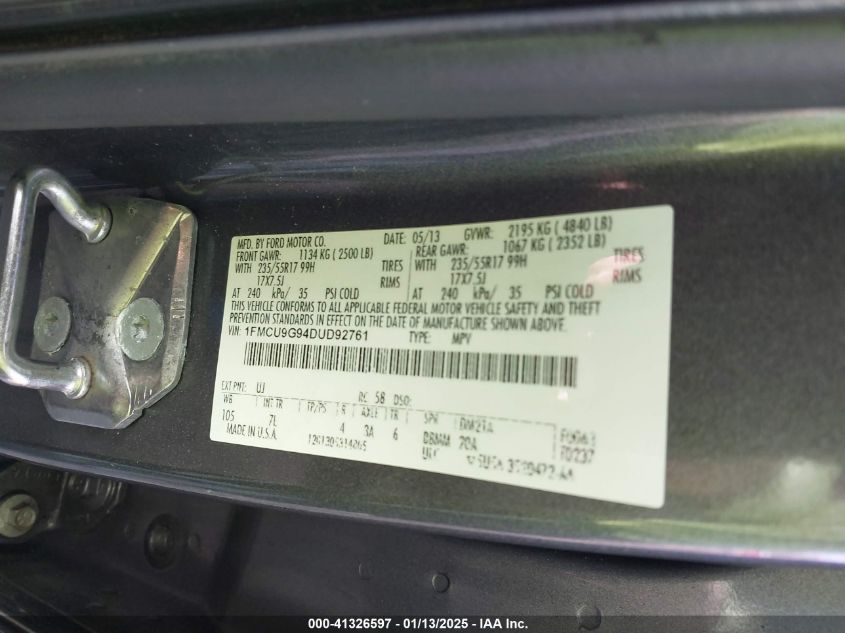 MFD. BY FORD MOTOR CO. DATE: 05/13 GVWR: 2195 KG ( 4840 LB)
FRONT GAWR: 1134 KG ( 2500 LB) REAR GAWR: 1067 KG ( 2352 LB)
WITH 235/55R17 99H TIRES WITH 235/55R17 99H TIRES
17X7.5J RIMS 17X7.5J RIMS
AT 240 kPa/ 35 PSI COLD AT 240 kPa/ 35 PSI COLD
THIS VEHICLE CONFORMS TO ALL APPLICABLE FEDERAL MOTOR VEHICLE SAFETY AND THEFT
PREVENTION STANDARDS IN EFFECT ON THE DATE OF MANUFACTURE SHOWN ABOVE.
VIN: 1FMCU9G94DUD92761 TYPE: MPV
EXT PNT: UJ RC: 58 DSO:
WB INT TR TP/PS R AXLE TR SPR
105 7L 4 3A 6
MADE IN U.S.A.
000-41326597 - 01/13/2025 - IAA, Inc.